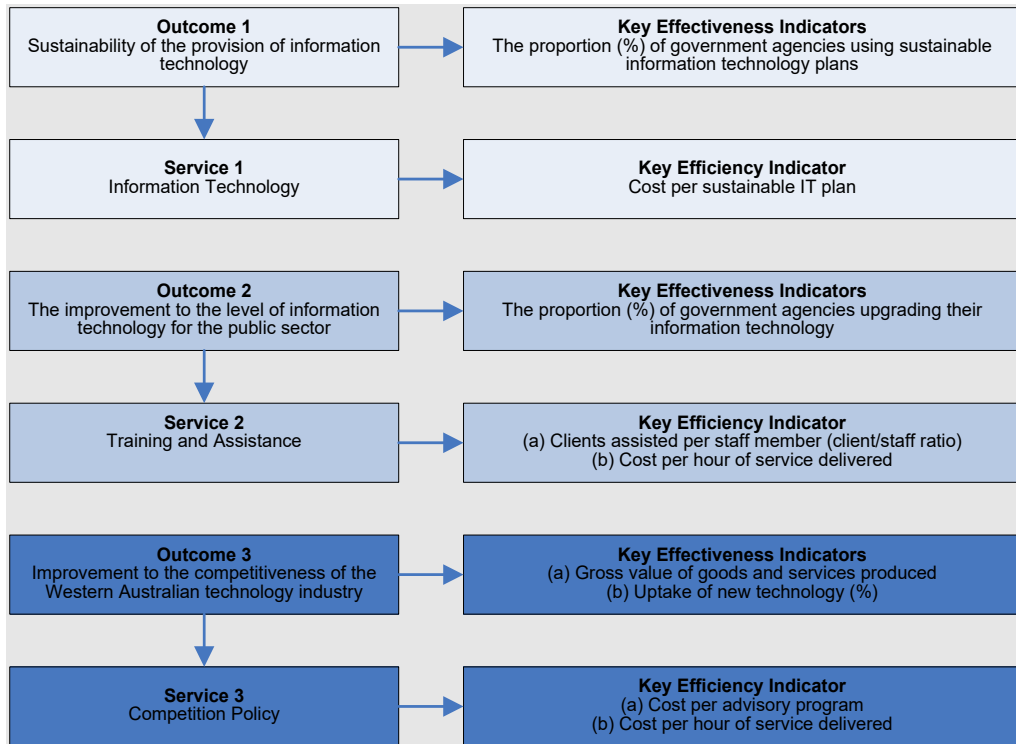 Outcome 1
Sustainability of the provision of information
technology
Key Effectiveness Indicators
The proportion (%) of government agencies using sustainable
information technology plans
Service 1
Information Technology
Key Efficiency Indicator
Cost per sustainable IT plan
Outcome 2
The improvement to the level of information
technology for the public sector
Key Effectiveness Indicators
The proportion (%) of government agencies upgrading their
information technology
Service 2
Training and Assistance
Key Efficiency Indicator
(a) Clients assisted per staff member (client/staff ratio)
(b) Cost per hour of service delivered
Outcome 3
Improvement to the competitiveness of the
Western Australian technology industry
Key Effectiveness Indicators
(a) Gross value of goods and services produced
(b) Uptake of new technology (%)
Service 3
Competition Policy
Key Efficiency Indicator
(a) Cost per advisory program
(b) Cost per hour of service delivered